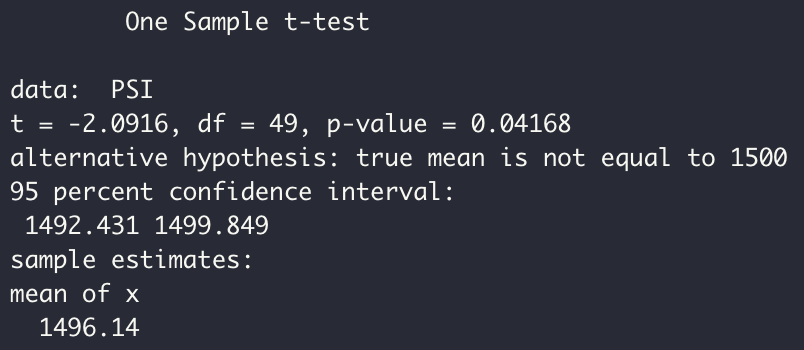 One Sample t-test
data:  PSI
t = -2.0916, df = 49, p-value = 0.04168
alternative hypothesis: true mean is not equal to 1500
95 percent confidence interval:
1492.431 1499.849
sample estimates:
mean of x
1496.14